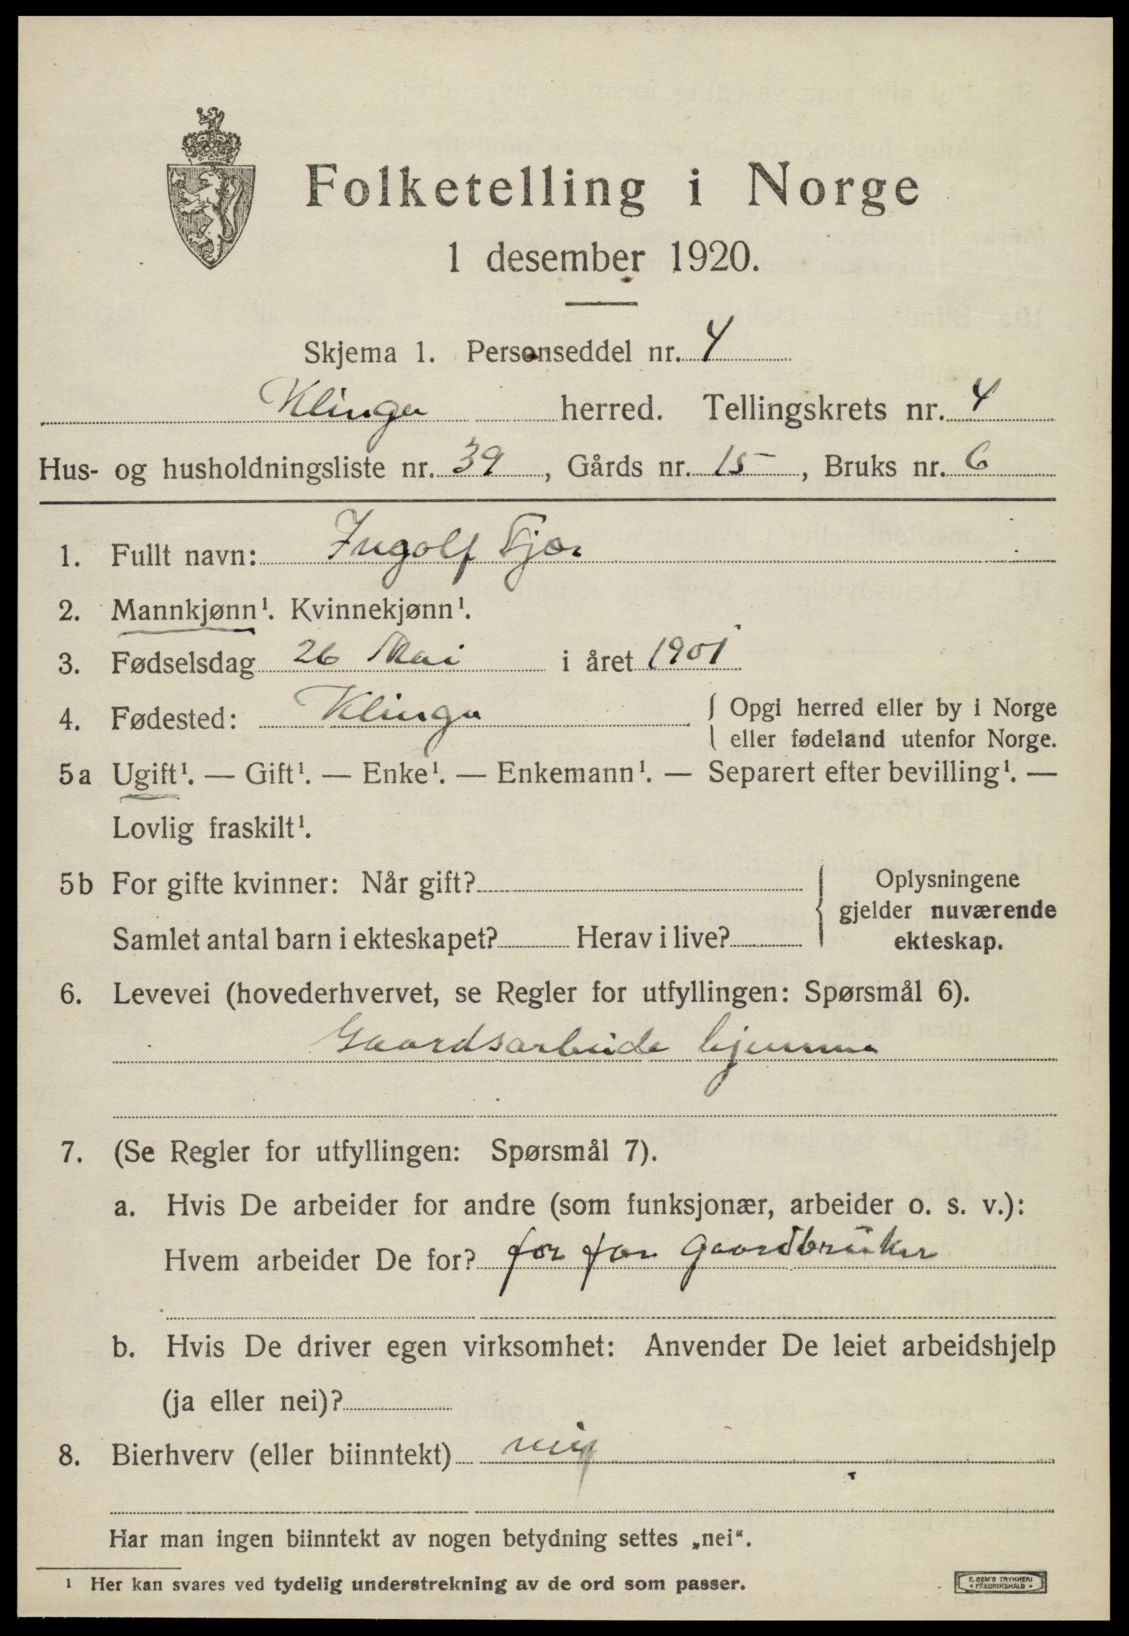 Folketelling i Norge
1 desember 1920.
Skjema 1. Personseddel nr. 4
Klinga herred. Tellingskrets nr. 4
Hus- og husholdningsliste nr. 39, Gårds nr. 15, Bruks nr. 6
1. Fullt navn: Ingolf Fjær
2. Mannkjønn¹. Kvinnekjønn¹.
3. Fødselsdag 26 Mai i året 1901
4. Fødested: Klinga { Opgi herred eller by i Norge
eller fødeland utenfor Norge.
5a Ugift¹. — Gift¹. — Enke¹. — Enkemann¹. — Separert efter bevilling¹. —
Lovlig fraskilt¹.
5b For gifte kvinner: Når gift? { Oplysningene
gjelder nuværende
Samlet antal barn i ekteskapet? Herav i live? ekteskap.
6. Levevei (hovederhvervet, se Regler for utfyllingen: Spørsmål 6).
Gaardsarbeide hjemme
7. (Se Regler for utfyllingen: Spørsmål 7).
a. Hvis De arbeider for andre (som funksjonær, arbeider o. s. v.):
Hvem arbeider De for? for far Gaardbruker
b. Hvis De driver egen virksomhet: Anvender De leiet arbeidshjelp
(ja eller nei)?
8. Bierhverv (eller biinntekt) nei
Har man ingen biinntekt av nogen betydning settes „nei“.
¹ Her kan svares ved tydelig understrekning av de ord som passer.
E. SEM'S TRYKKERI
• FREDRIKSHALD •